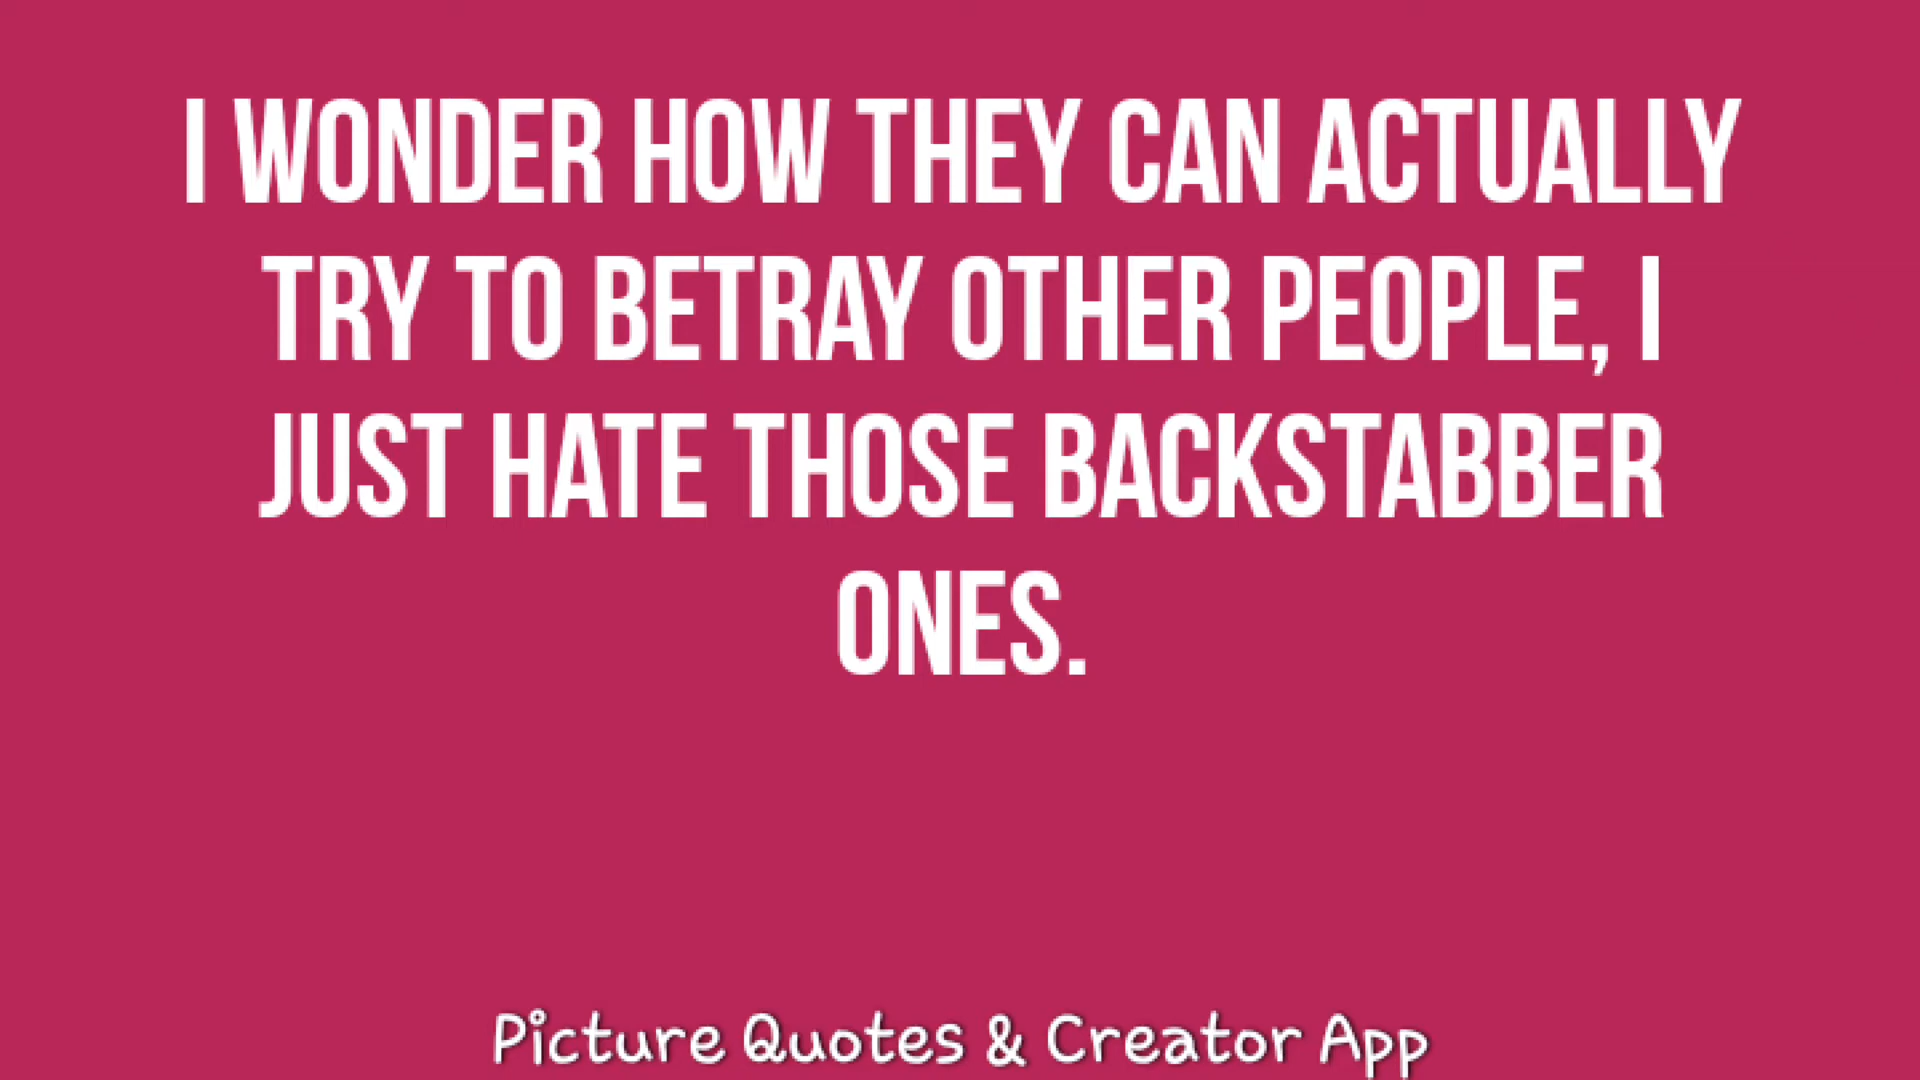 I WONDER HOW THEY CAN ACTUALLY
TRY TO BETRAY OTHER PEOPLE, I
JUST HATE THOSE BACKSTABBER
ONES.
Picture Quotes & Creator App